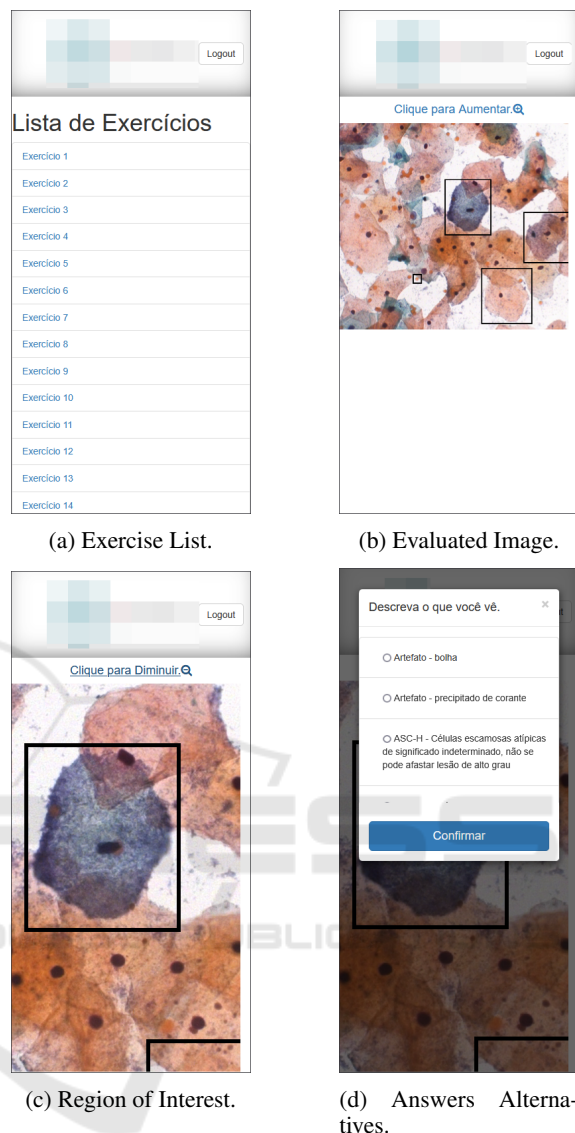 Logout
Lista de Exercícios
Exercício 1
Exercício 2
Exercício 3
Exercício 4
Exercício 5
Exercício 6
Exercício 7
Exercício 8
Exercício 9
Exercício 10
Exercício 11
Exercício 12
Exercício 13
Exercício 14
(a) Exercise List.
Logout
Clique para Aumentar.
(b) Evaluated Image.
Logout
Clique para Diminuir.
(c) Region of Interest.
Descreva o que você vê.
×
Artefato - bolha
Artefato - precipitado de corante
ASC-H - Células escamosas atípicas
de significado indeterminado, não se
pode afastar lesão de alto grau
Confirmar
(d) Answers Alterna-
tives.